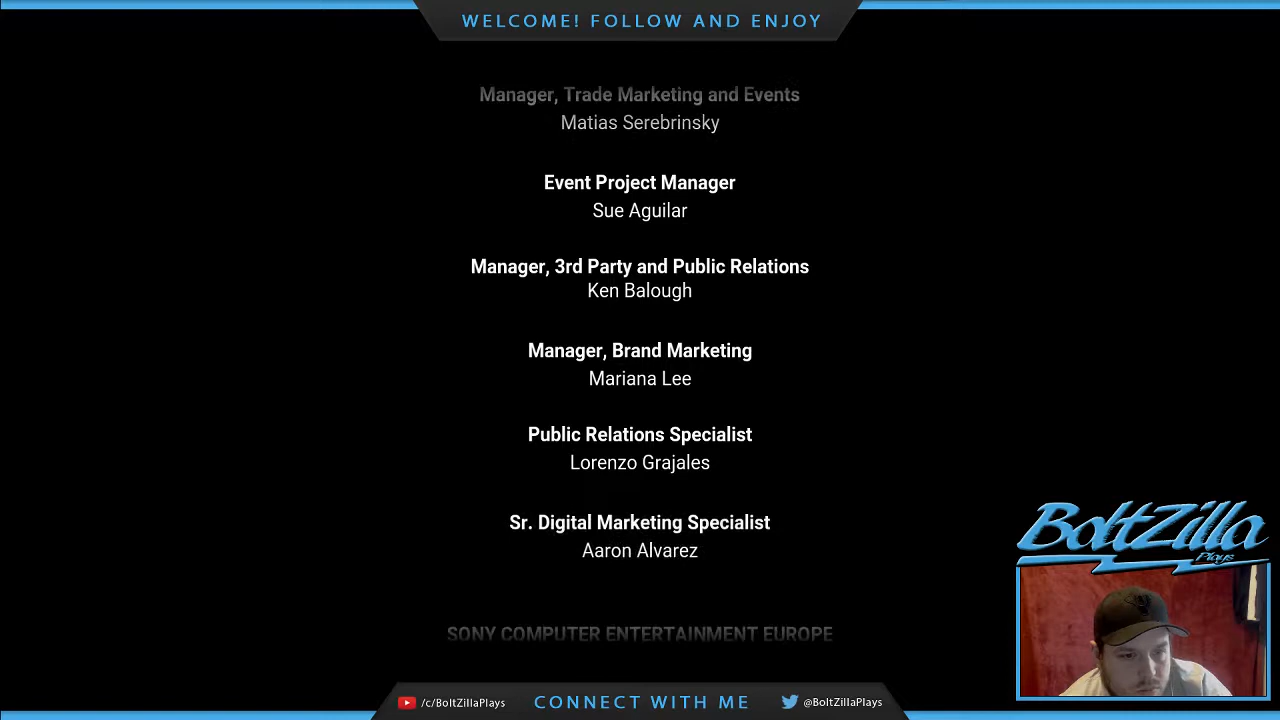 WELCOME! FOLLOW AND ENJOY
Manager, Trade Marketing and Events
Matias Serebrinsky
Event Project Manager
Sue Aguilar
Manager, 3rd Party and Public Relations
Ken Balough
Manager, Brand Marketing
Mariana Lee
Public Relations Specialist
Lorenzo Grajales
Sr. Digital Marketing Specialist
Aaron Alvarez
BoltZilla
Plays
SONY COMPUTER ENTERTAINMENT EUROPE
/c/BoltZillaPlays CONNECT WITH ME @BoltZillaPlays